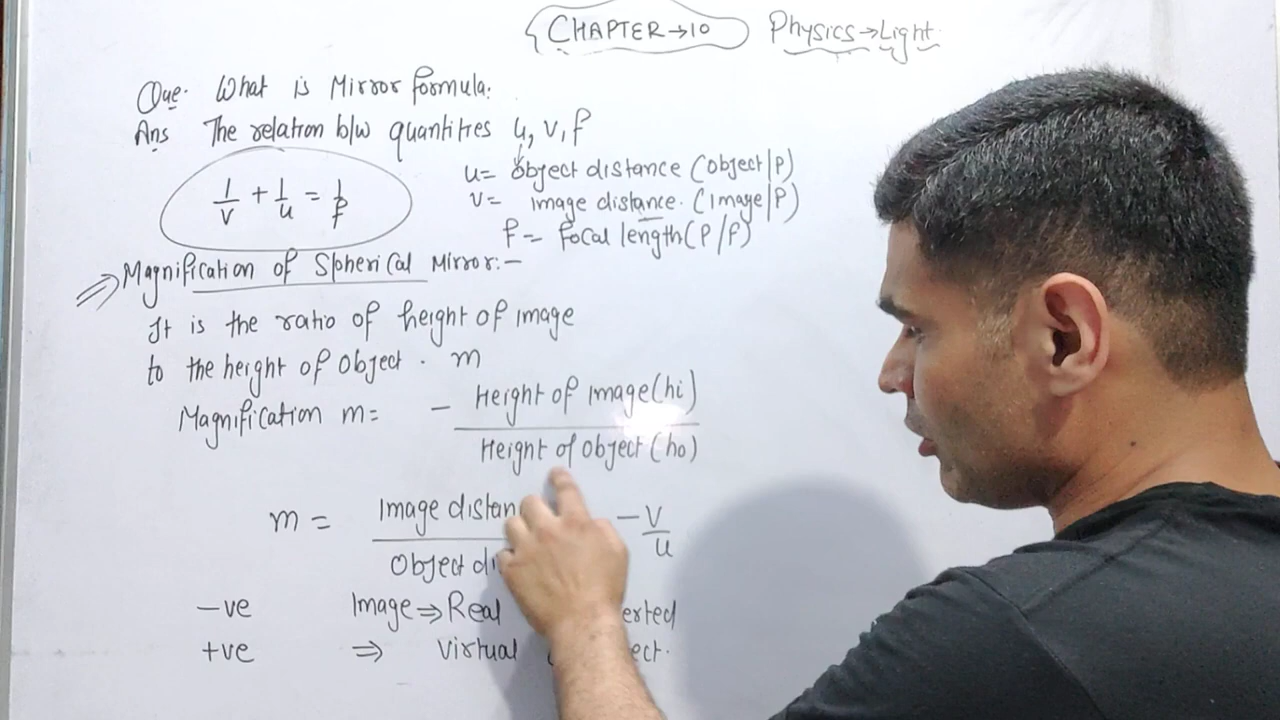 CHAPTER→10 Physics→Light
Que. What is Mirror formula:
Ans The relation b/w quantities u, v, f
1/v + 1/u = 1/f
u= object distance (object/P)
v= image distance. (Image/P)
f= focal length (P/f)
⇒ Magnification of Spherical Mirror:-
It is the ratio of height of image
to the height of object. m
Magnification m= - Height of image(hi)
Height of object (ho)
m = Image distan -v
Object di u
-ve Image⇒Real erted
+ve ⇒ virtual ect.